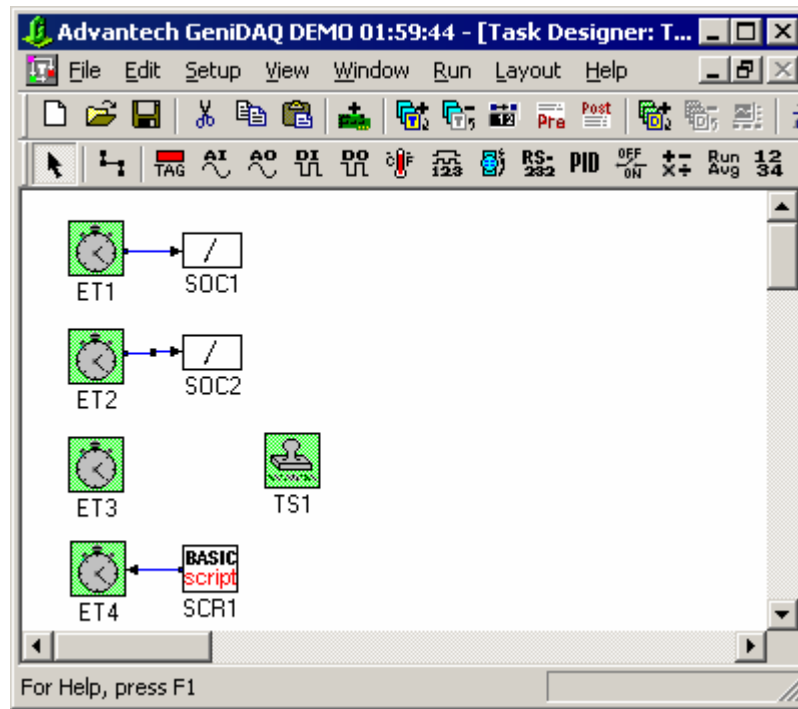 Advantech GeniDAQ DEMO 01:59:44 - [Task Designer: T...
File Edit Setup View Window Run Layout Help
Pre Post
TAG AI AO DI DO °C °F 123 RS-232 PID OFF ON Run Avg 12 34
ET1 SOC1
ET2 SOC2
ET3 TS1
BASIC
script
ET4 SCR1
For Help, press F1